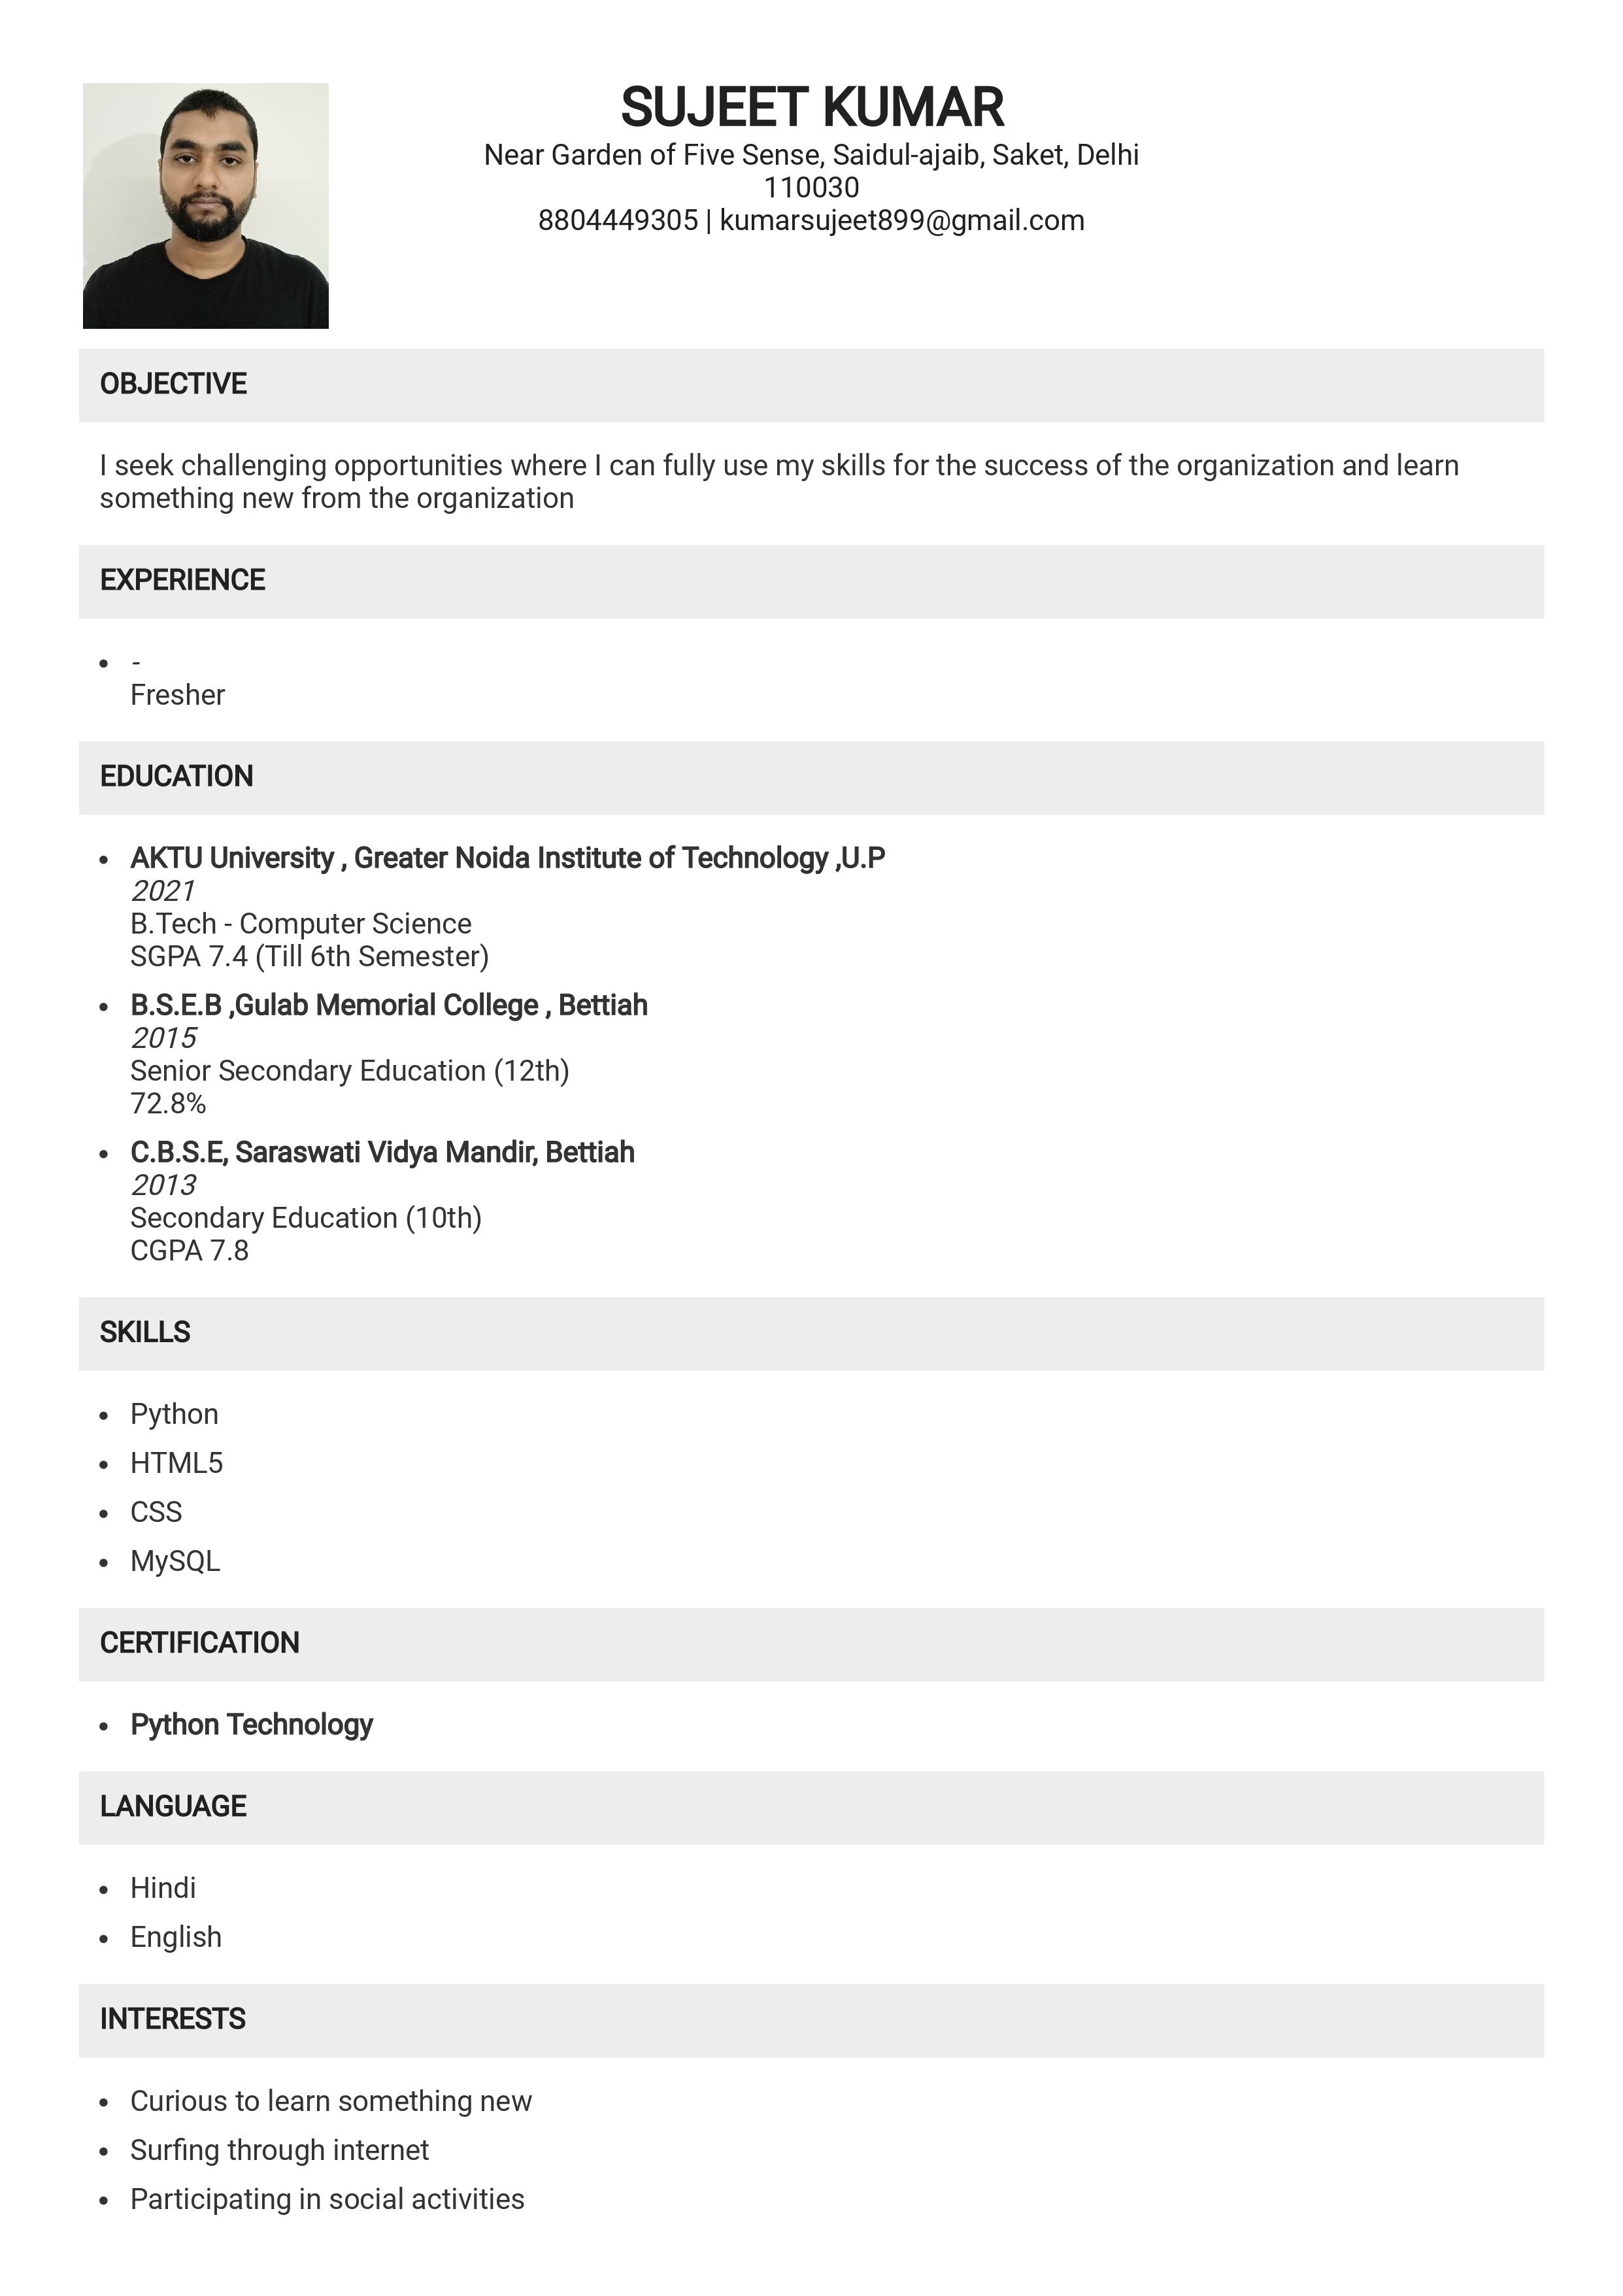 SUJEET KUMAR
Near Garden of Five Sense, Saidul-ajaib, Saket, Delhi
110030
8804449305 | kumarsujeet899@gmail.com
OBJECTIVE
I seek challenging opportunities where I can fully use my skills for the success of the organization and learn
something new from the organization
EXPERIENCE
• -
Fresher
EDUCATION
• AKTU University , Greater Noida Institute of Technology ,U.P
2021
B.Tech - Computer Science
SGPA 7.4 (Till 6th Semester)
• B.S.E.B ,Gulab Memorial College , Bettiah
2015
Senior Secondary Education (12th)
72.8%
• C.B.S.E, Saraswati Vidya Mandir, Bettiah
2013
Secondary Education (10th)
CGPA 7.8
SKILLS
• Python
• HTML5
• CSS
• MySQL
CERTIFICATION
• Python Technology
LANGUAGE
• Hindi
• English
INTERESTS
• Curious to learn something new
• Surfing through internet
• Participating in social activities